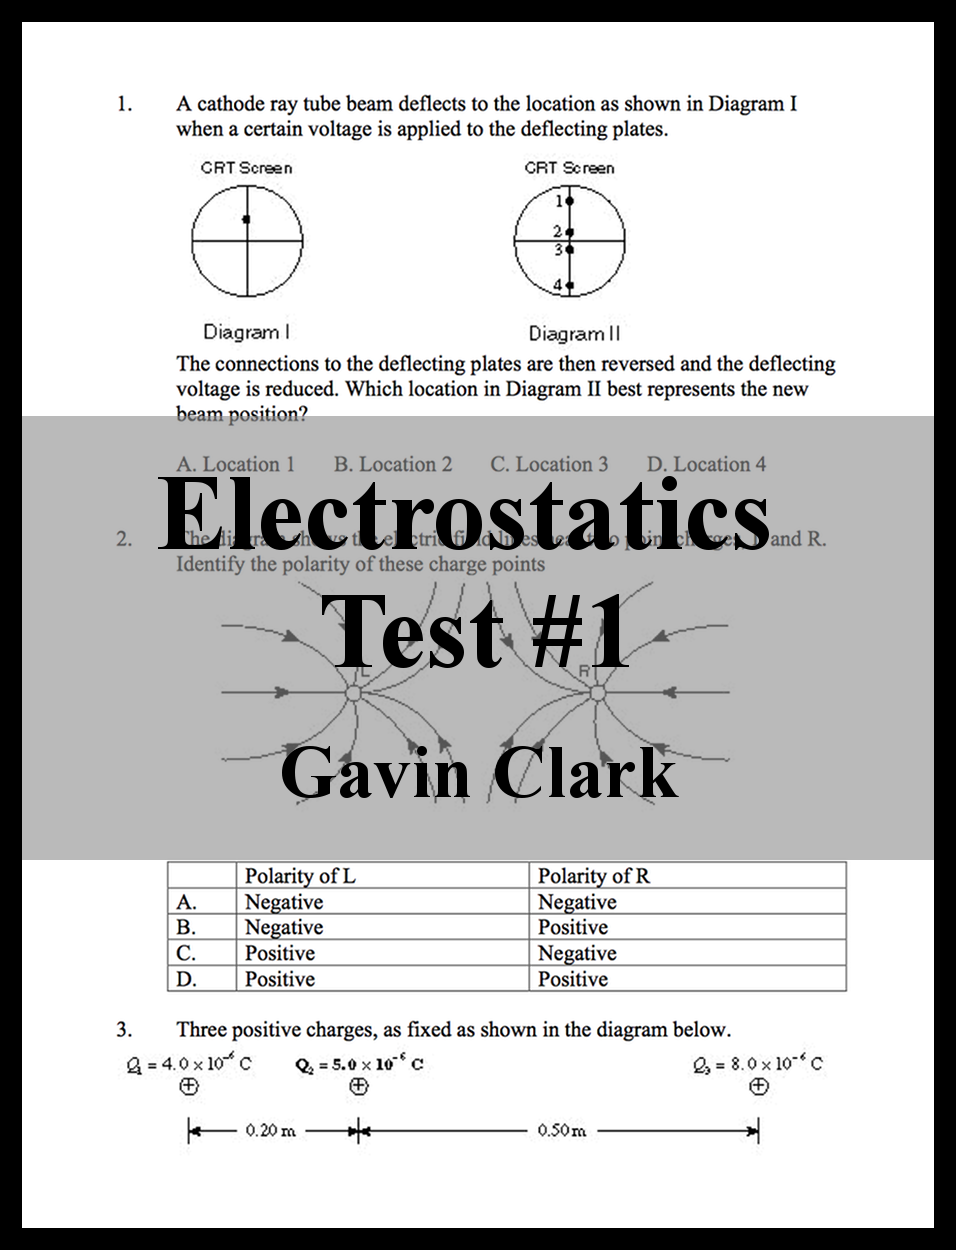 1. A cathode ray tube beam deflects to the location as shown in Diagram I
when a certain voltage is applied to the deflecting plates.
CRT Screen CRT Screen
1
2
3
4
Diagram I Diagram II
The connections to the deflecting plates are then reversed and the deflecting
voltage is reduced. Which location in Diagram II best represents the new
beam position?
A. Location 1 B. Location 2 C. Location 3 D. Location 4
Electrostatics
2. The diagram shows the electric field lines near two point charges, L and R.
Identify the polarity of these charge points
Test #1
L R
Gavin Clark
Polarity of L Polarity of R
A. Negative Negative
B. Negative Positive
C. Positive Negative
D. Positive Positive
3. Three positive charges, as fixed as shown in the diagram below.
Q₁ = 4.0 × 10⁻⁶ C Q₂ = 5.0 × 10⁻⁶ C Q₃ = 8.0 × 10⁻⁶ C
0.20 m 0.50 m